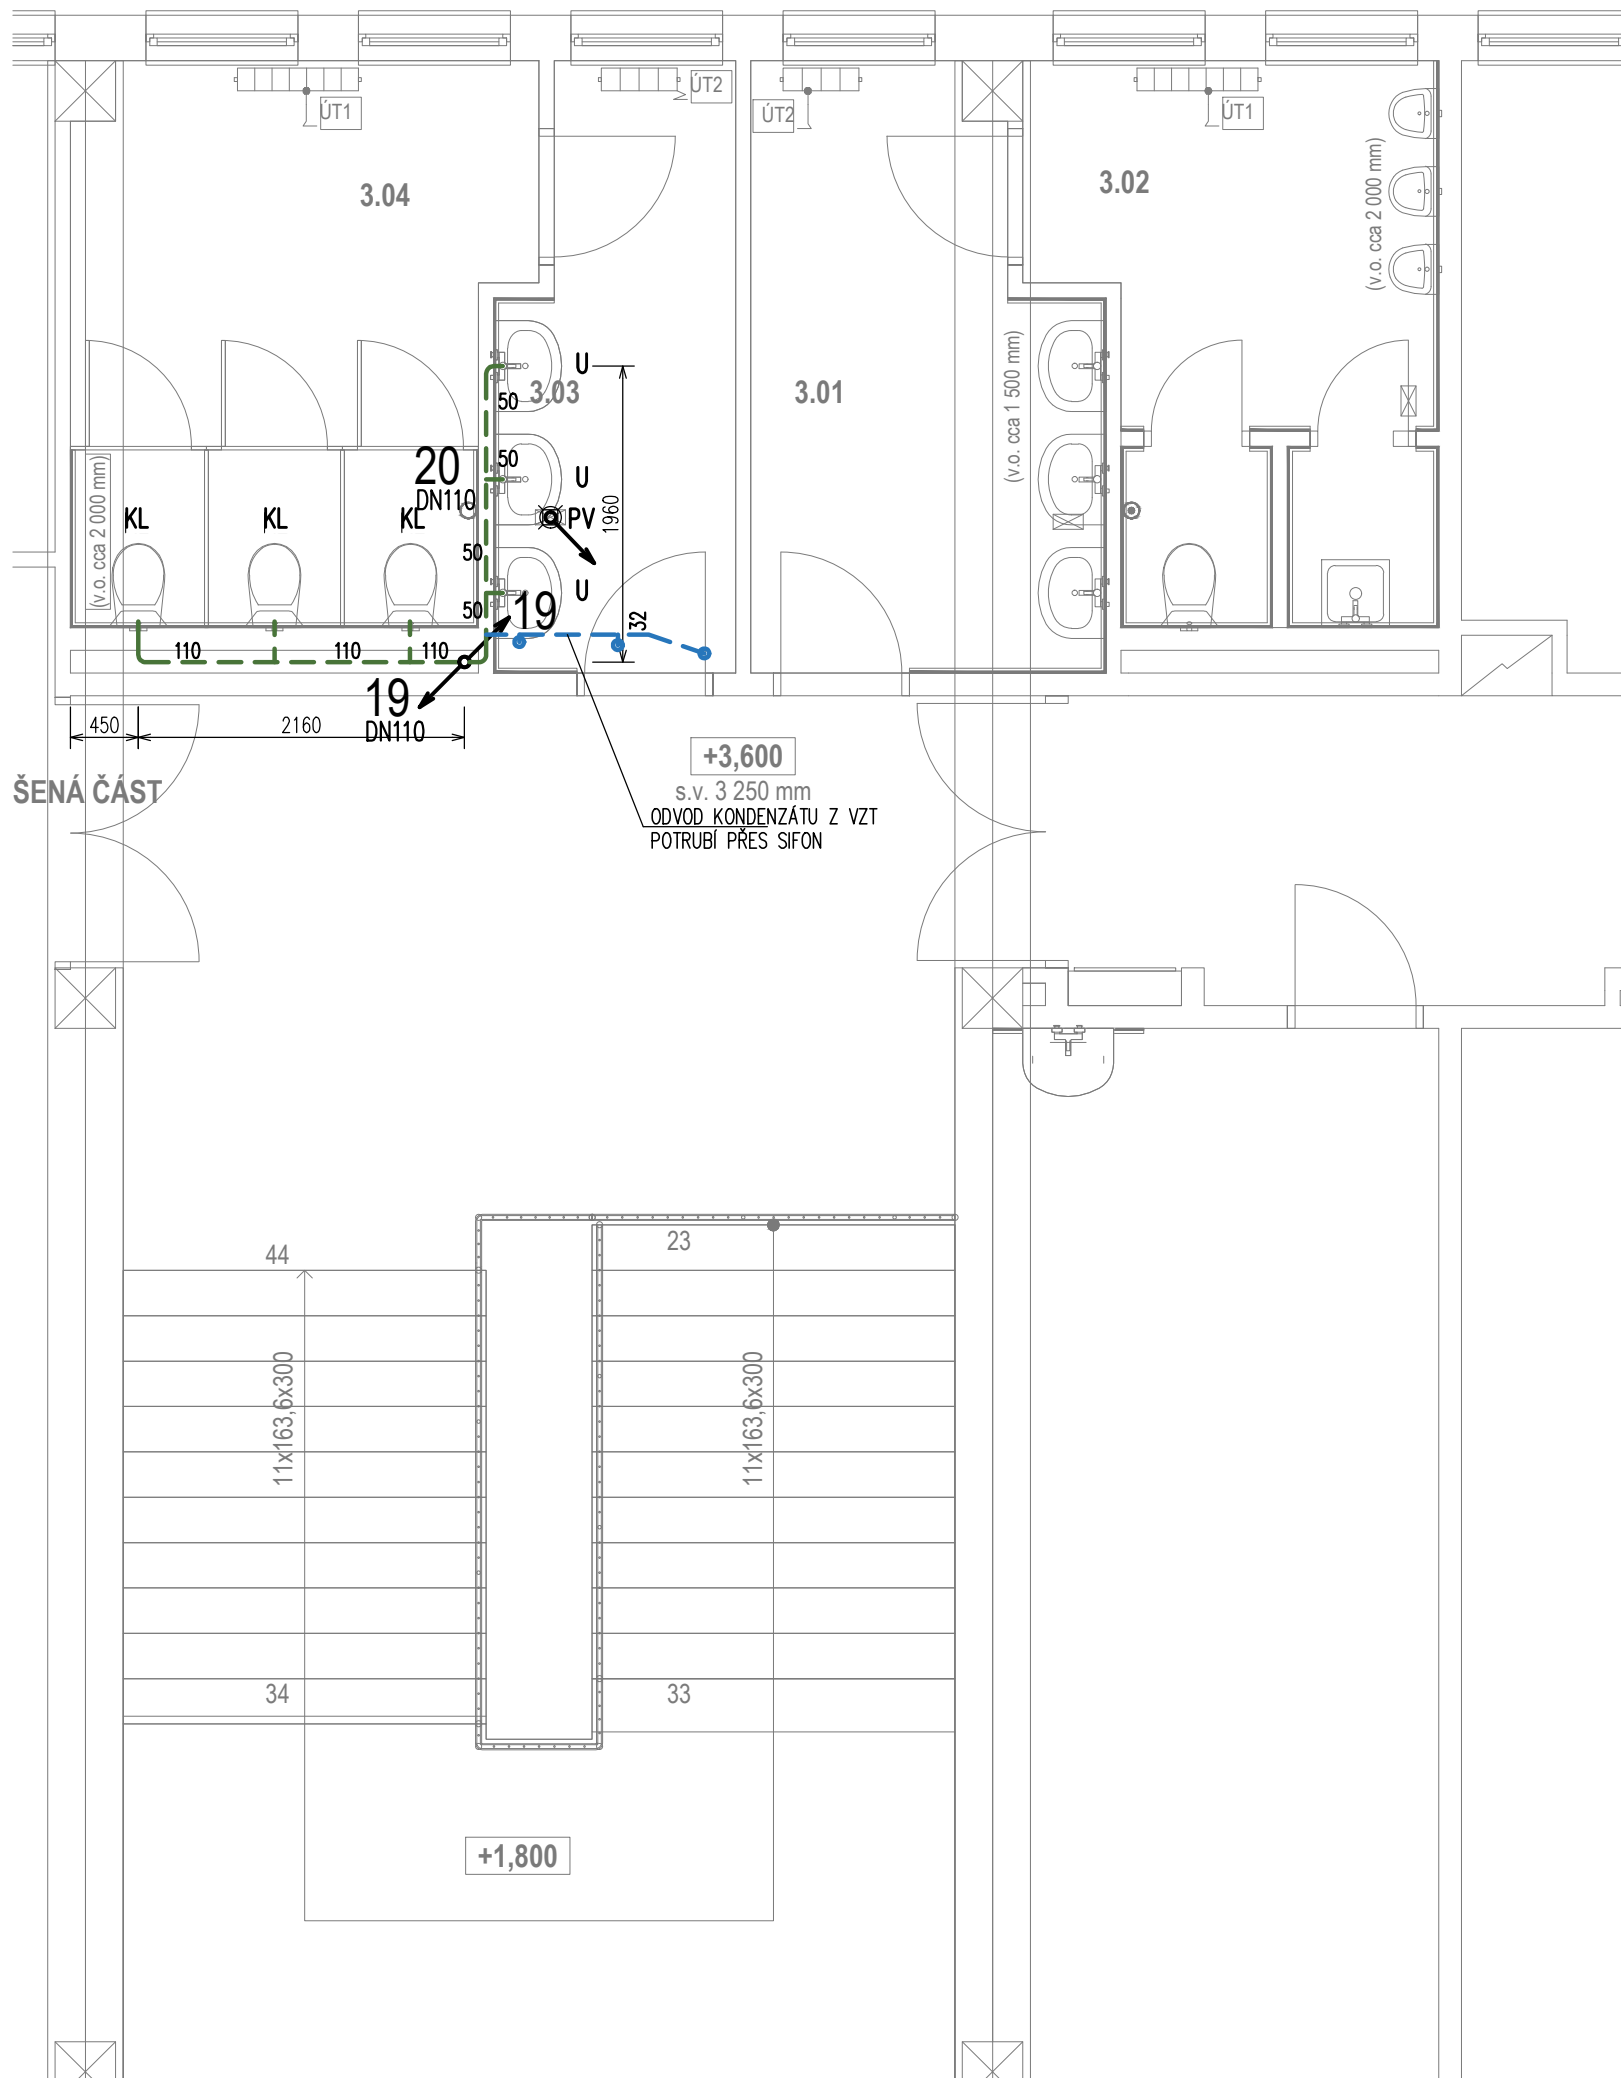 ÚT1
ÚT2
ÚT2
ÚT1
3.04
3.02
(v.o. cca 2 000 mm)
U
3.03
3.01
50
(v.o. cca 1 500 mm)
20
DN110
50
U
(v.o. cca 2 000 mm)
KL
KL
KL
PV
1960
50
U
50
19
32
110
110
110
19
DN110
450
2160
+3,600
s.v. 3 250 mm
ŠENÁ ČÁST
ODVOD KONDENZÁTU Z VZT
POTRUBÍ PŘES SIFON
44
23
11x163,6x300
11x163,6x300
34
33
+1,800